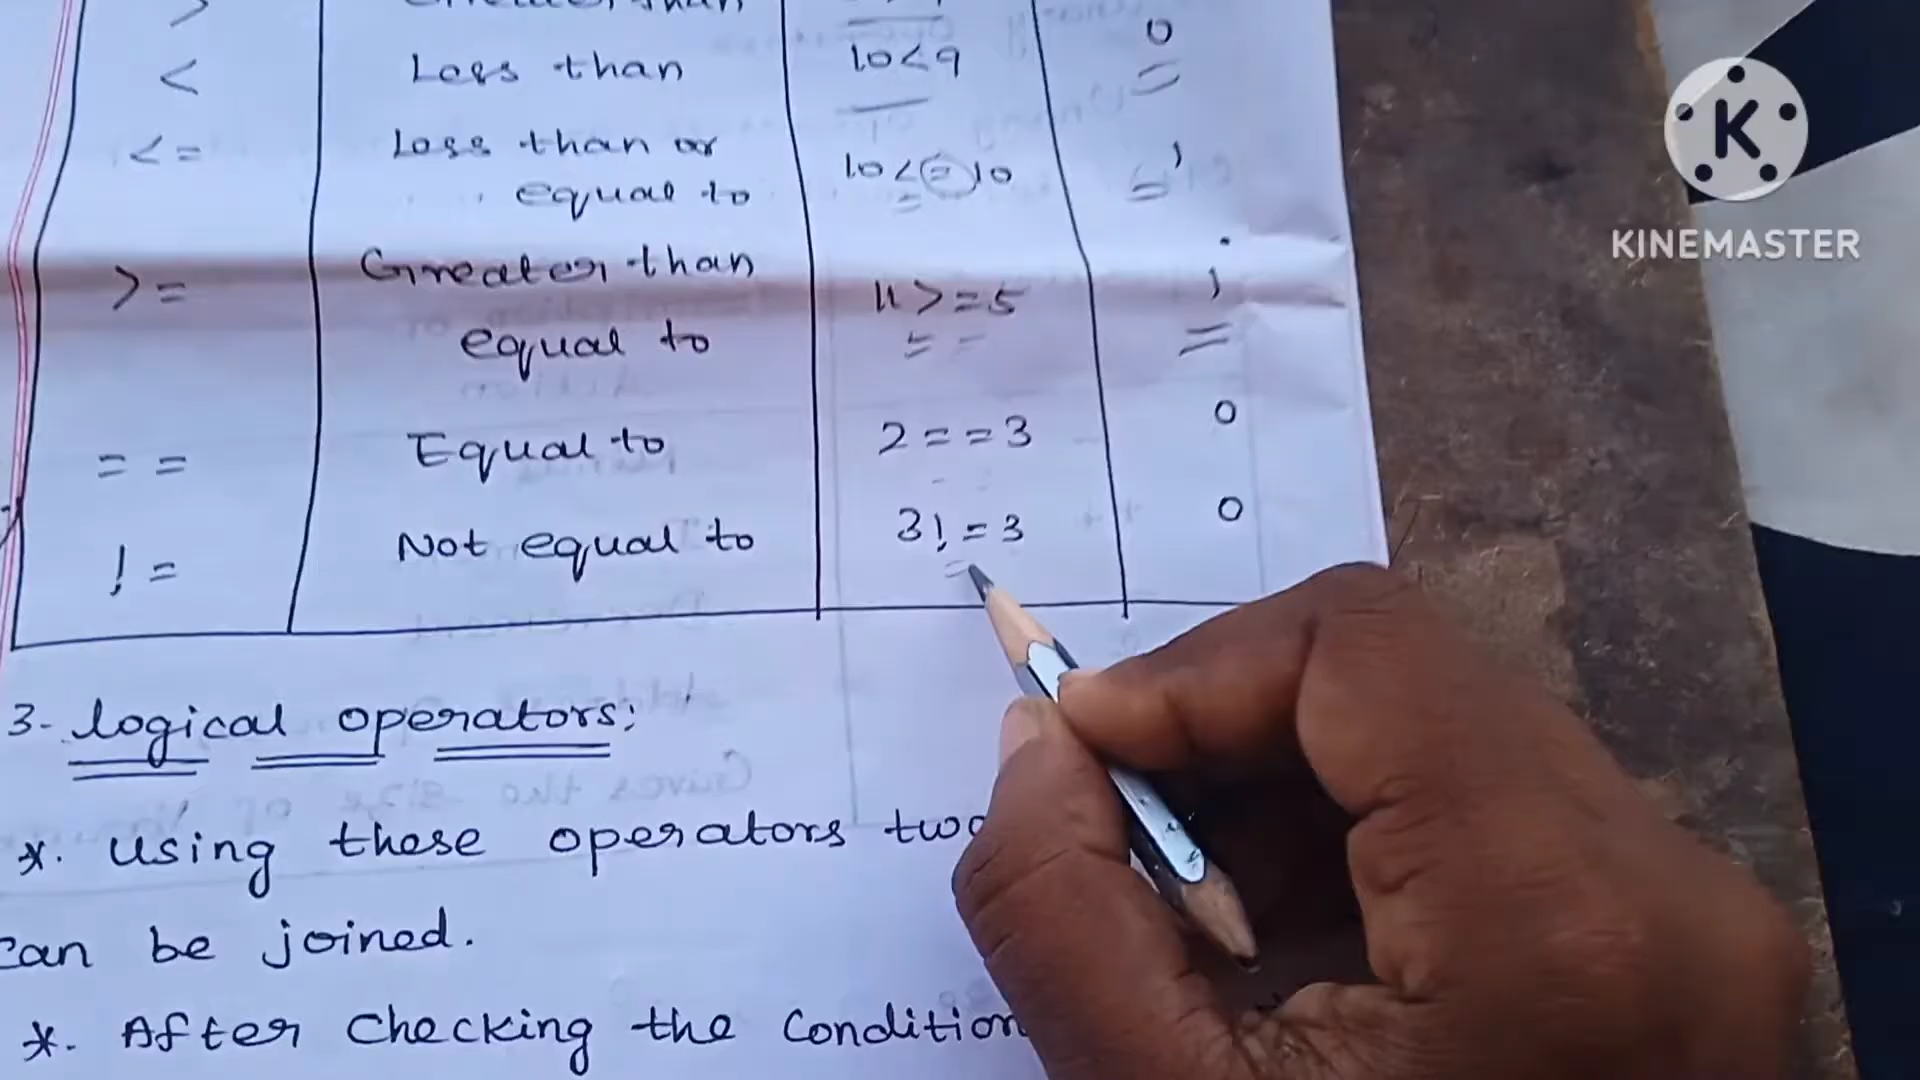 >
< Less than 10<9 0
<= Less than or
equal to 10<=10 1
>= Greater than
equal to 11>=5 1
== Equal to 2==3 0
!= Not equal to 3!=3 0
3- logical operators:
*. using these operators two
can be joined.
*. After checking the condition
K
KINEMASTER